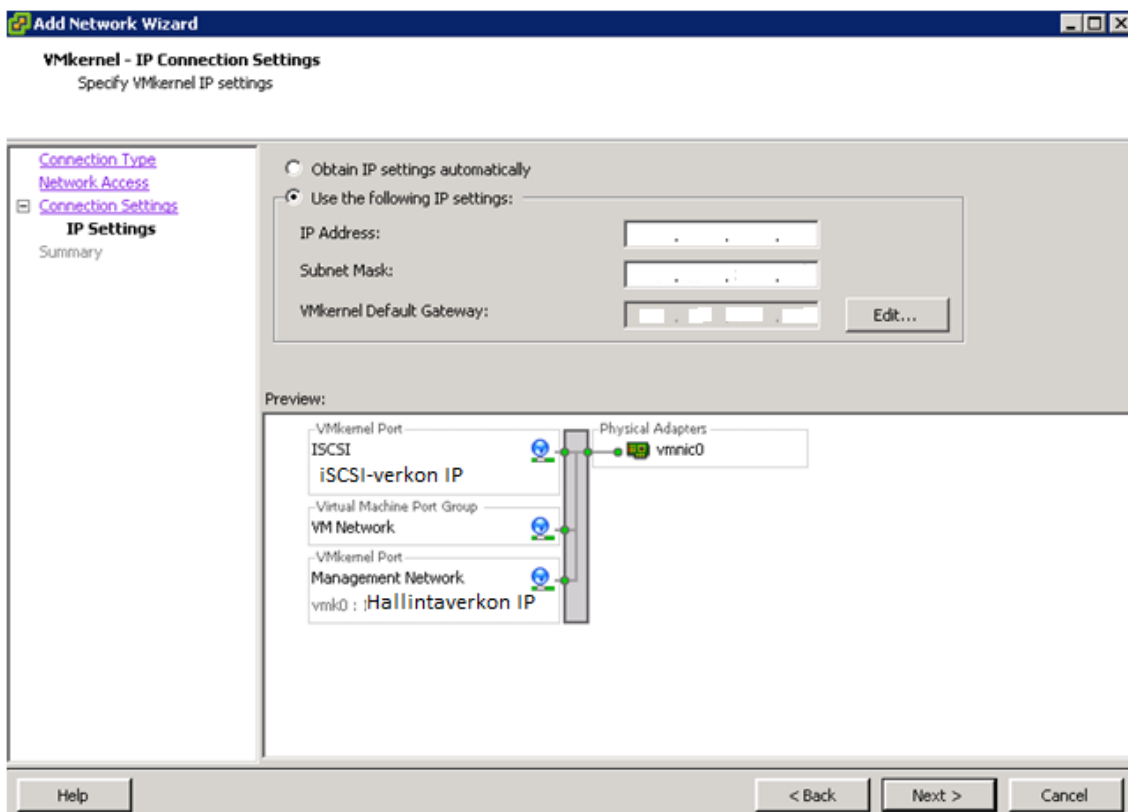 Add Network Wizard
VMkernel - IP Connection Settings
Specify VMkernel IP settings
Connection Type
Network Access
Connection Settings
IP Settings
Summary
Obtain IP settings automatically
Use the following IP settings:
IP Address:
Subnet Mask:
VMkernel Default Gateway:
Edit...
Preview:
VMkernel Port
ISCSI
iSCSI-verkon IP
Physical Adapters
vmnic0
Virtual Machine Port Group
VM Network
VMkernel Port
Management Network
vmk0 : Hallintaverkon IP
Help
< Back
Next >
Cancel